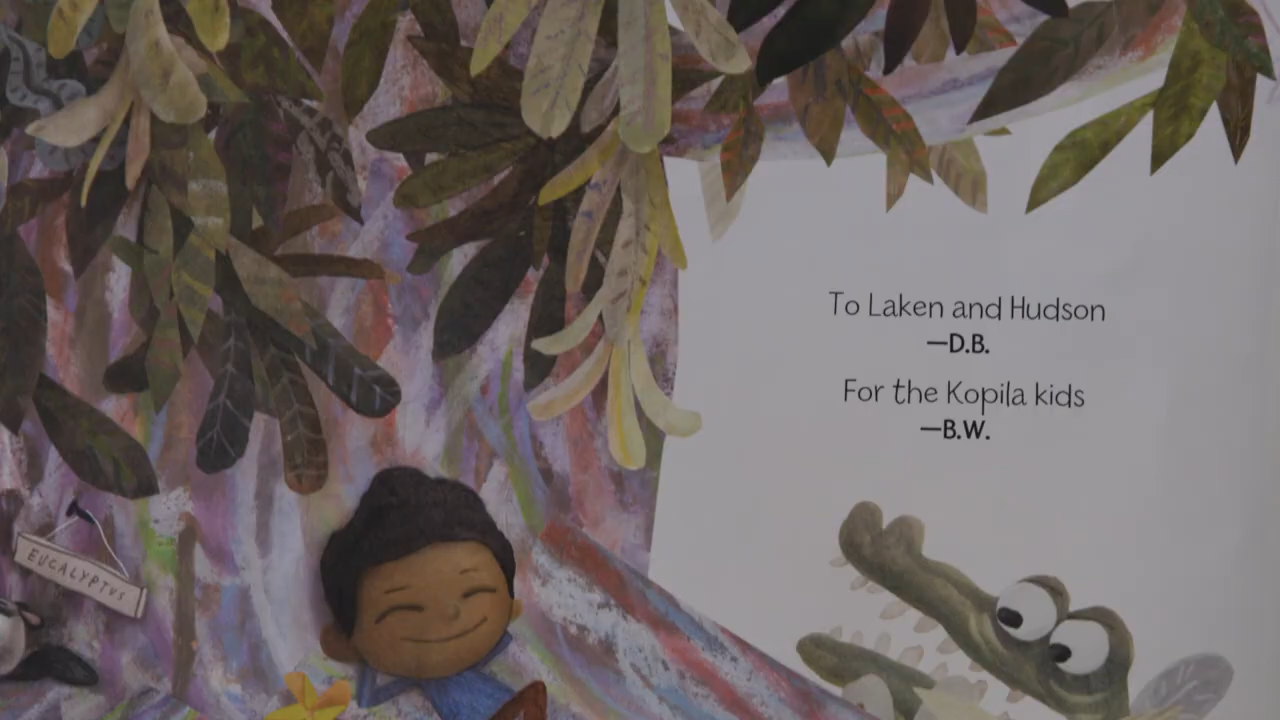 To Laken and Hudson
—D.B.
For the Kopila kids
—B.W.
EUCALYPTUS